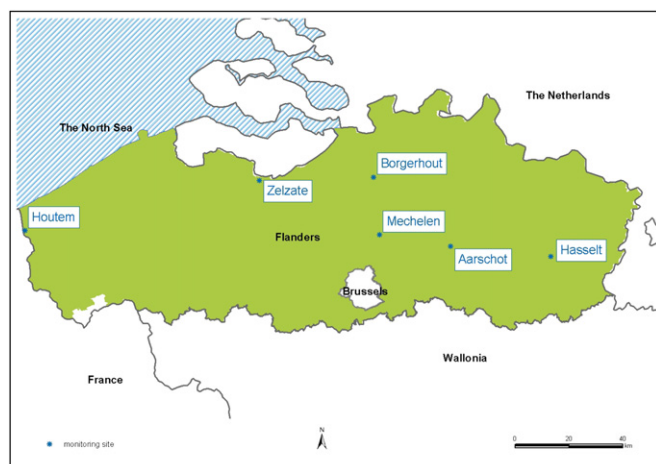 The Netherlands
The North Sea
Borgerhout
Zelzate
Houtem
Mechelen
Flanders
Aarschot
Hasselt
Brussels
Wallonia
France
N
monitoring site
0 20 40
km